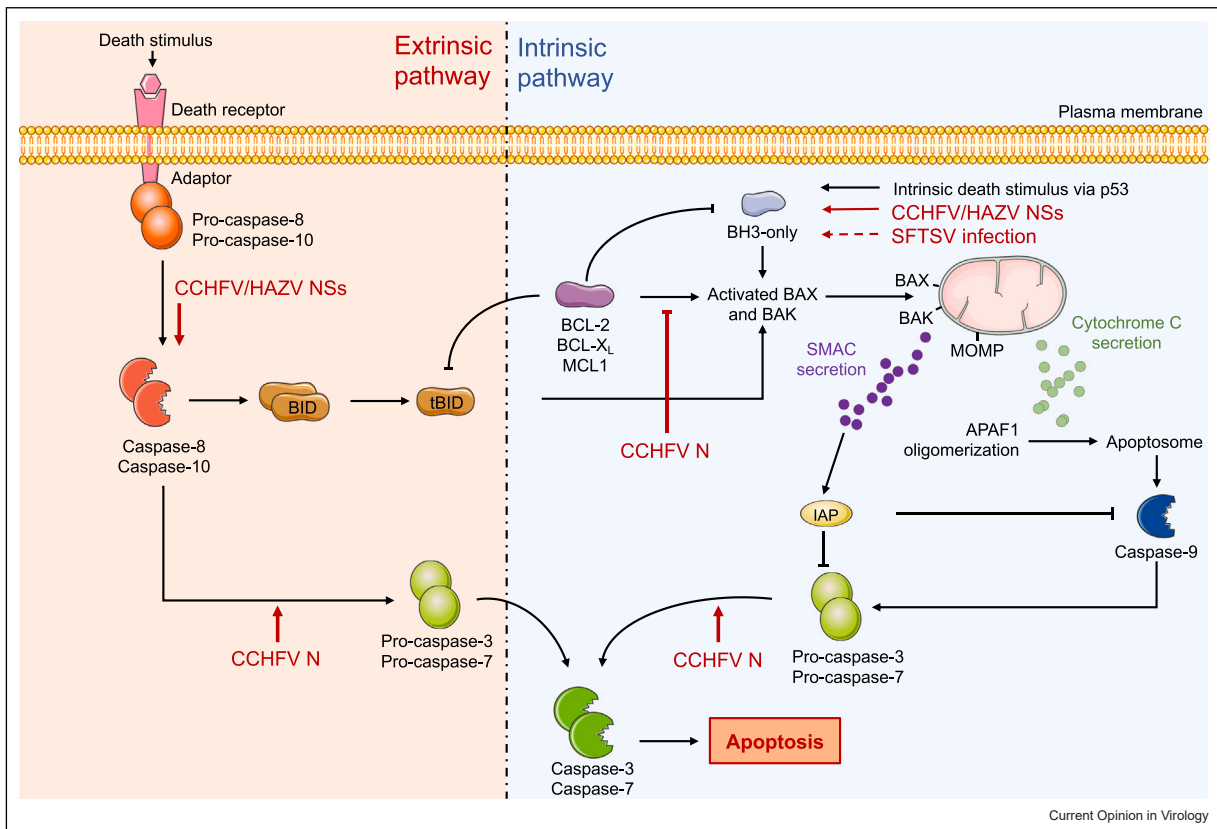 Death stimulus
Extrinsic
pathway
Intrinsic
pathway
Death receptor
Plasma membrane
Adaptor
Pro-caspase-8
Pro-caspase-10
Intrinsic death stimulus via p53
CCHFV/HAZV NSs
SFTSV infection
BH3-only
CCHFV/HAZV NSs
BCL-2
BCL-XL
MCL1
Activated BAX
and BAK
BAX
BAK
MOMP
SMAC
secretion
Cytochrome C
secretion
BID
tBID
Caspase-8
Caspase-10
CCHFV N
APAF1
oligomerization
Apoptosome
IAP
Caspase-9
Pro-caspase-3
Pro-caspase-7
CCHFV N
CCHFV N
Pro-caspase-3
Pro-caspase-7
Caspase-3
Caspase-7
Apoptosis
Current Opinion in Virology